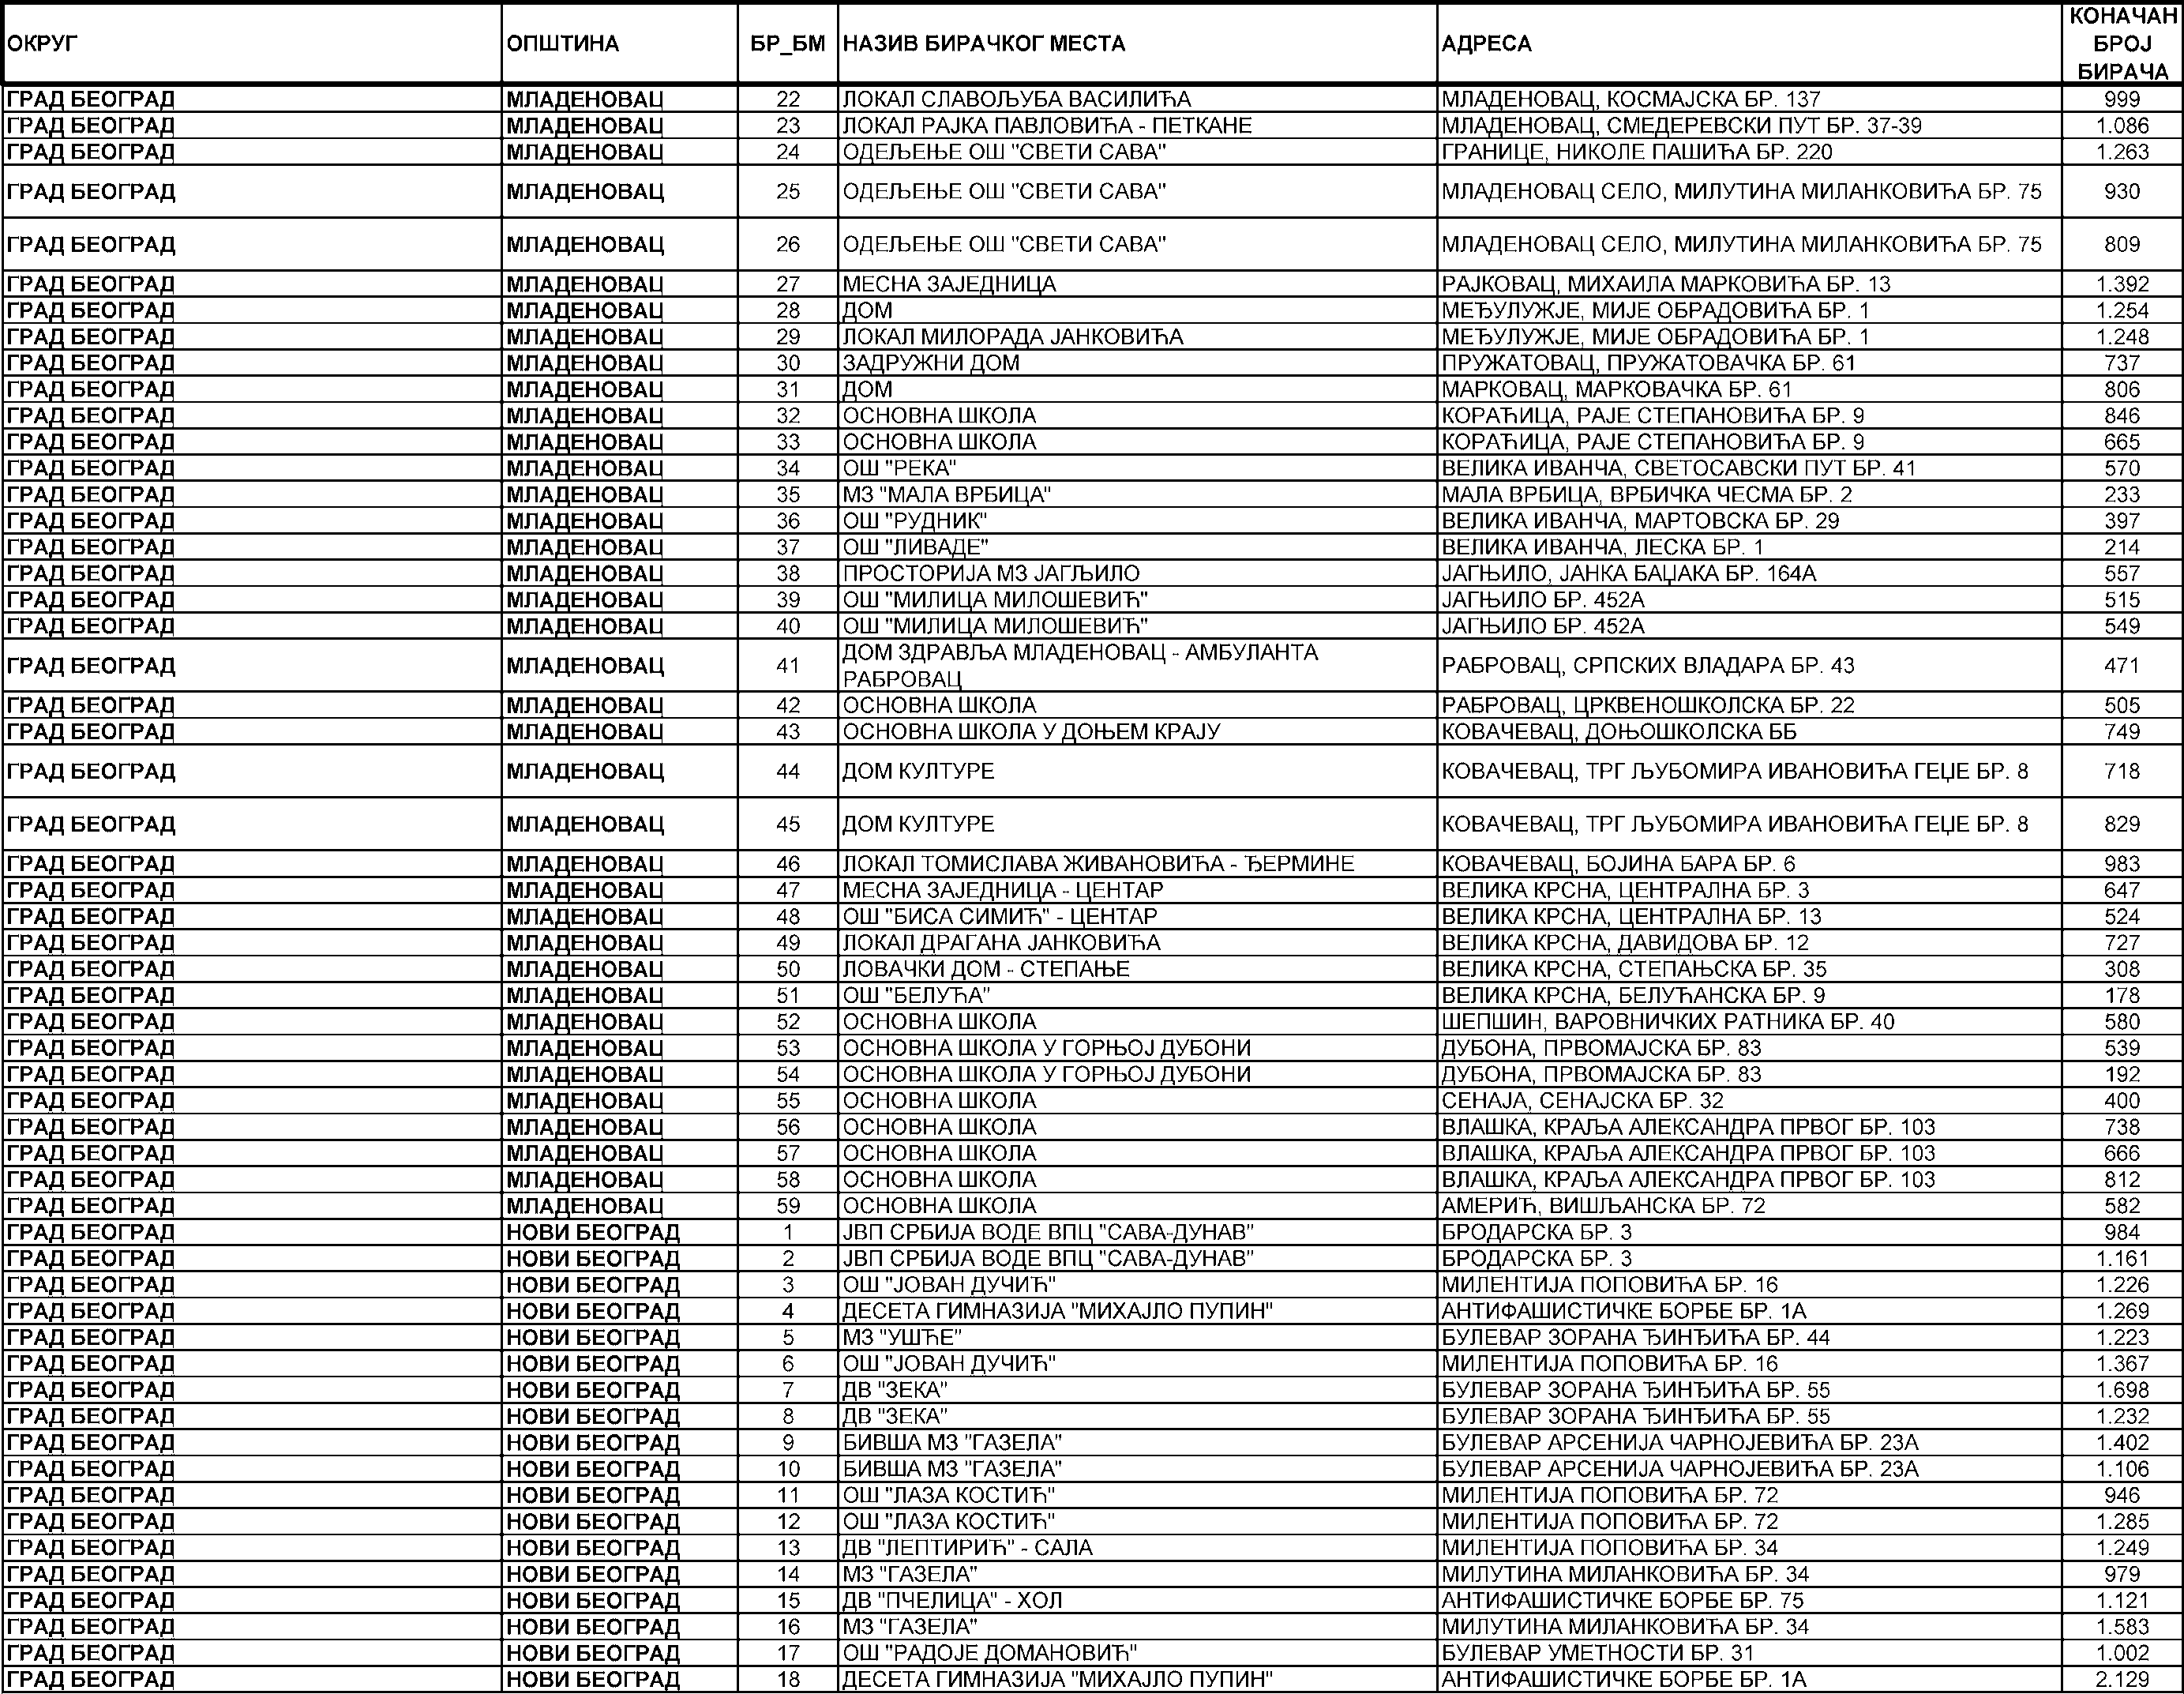 ОКРУГ ОПШТИНА БР_БМ НАЗИВ БИРАЧКОГ МЕСТА АДРЕСА КОНАЧАН БРОЈ БИРАЧА
ГРАД БЕОГРАД МЛАДЕНОВАЦ 22 ЛОКАЛ СЛАВОЉУБА ВАСИЛИЋА МЛАДЕНОВАЦ, КОСМАЈСКА БР. 137 999
ГРАД БЕОГРАД МЛАДЕНОВАЦ 23 ЛОКАЛ РАЈКА ПАВЛОВИЋА - ПЕТКАНЕ МЛАДЕНОВАЦ, СМЕДЕРЕВСКИ ПУТ БР. 37-39 1.086
ГРАД БЕОГРАД МЛАДЕНОВАЦ 24 ОДЕЉЕЊЕ ОШ "СВЕТИ САВА" ГРАНИЦЕ, НИКОЛЕ ПАШИЋА БР. 220 1.263
ГРАД БЕОГРАД МЛАДЕНОВАЦ 25 ОДЕЉЕЊЕ ОШ "СВЕТИ САВА" МЛАДЕНОВАЦ СЕЛО, МИЛУТИНА МИЛАНКОВИЋА БР. 75 930
ГРАД БЕОГРАД МЛАДЕНОВАЦ 26 ОДЕЉЕЊЕ ОШ "СВЕТИ САВА" МЛАДЕНОВАЦ СЕЛО, МИЛУТИНА МИЛАНКОВИЋА БР. 75 809
ГРАД БЕОГРАД МЛАДЕНОВАЦ 27 МЕСНА ЗАЈЕДНИЦА РАЈКОВАЦ, МИХАИЛА МАРКОВИЋА БР. 13 1.392
ГРАД БЕОГРАД МЛАДЕНОВАЦ 28 ДОМ МЕЂУЛУЖЈЕ, МИЈЕ ОБРАДОВИЋА БР. 1 1.254
ГРАД БЕОГРАД МЛАДЕНОВАЦ 29 ЛОКАЛ МИЛОРАДА ЈАНКОВИЋА МЕЂУЛУЖЈЕ, МИЈЕ ОБРАДОВИЋА БР. 1 1.248
ГРАД БЕОГРАД МЛАДЕНОВАЦ 30 ЗАДРУЖНИ ДОМ ПРУЖАТОВАЦ, ПРУЖАТОВАЧКА БР. 61 737
ГРАД БЕОГРАД МЛАДЕНОВАЦ 31 ДОМ МАРКОВАЦ, МАРКОВАЧКА БР. 61 806
ГРАД БЕОГРАД МЛАДЕНОВАЦ 32 ОСНОВНА ШКОЛА КОРАЋИЦА, РАЈЕ СТЕПАНОВИЋА БР. 9 846
ГРАД БЕОГРАД МЛАДЕНОВАЦ 33 ОСНОВНА ШКОЛА КОРАЋИЦА, РАЈЕ СТЕПАНОВИЋА БР. 9 665
ГРАД БЕОГРАД МЛАДЕНОВАЦ 34 ОШ "РЕКА" ВЕЛИКА ИВАНЧА, СВЕТОСАВСКИ ПУТ БР. 41 570
ГРАД БЕОГРАД МЛАДЕНОВАЦ 35 МЗ "МАЛА ВРБИЦА" МАЛА ВРБИЦА, ВРБИЧКА ЧЕСМА БР. 2 233
ГРАД БЕОГРАД МЛАДЕНОВАЦ 36 ОШ "РУДНИК" ВЕЛИКА ИВАНЧА, МАРТОВСКА БР. 29 397
ГРАД БЕОГРАД МЛАДЕНОВАЦ 37 ОШ "ЛИВАДЕ" ВЕЛИКА ИВАНЧА, ЛЕСКА БР. 1 214
ГРАД БЕОГРАД МЛАДЕНОВАЦ 38 ПРОСТОРИЈА МЗ ЈАГЉИЛО ЈАГЊИЛО, ЈАНКА БАЏАКА БР. 164А 557
ГРАД БЕОГРАД МЛАДЕНОВАЦ 39 ОШ "МИЛИЦА МИЛОШЕВИЋ" ЈАГЊИЛО БР. 452А 515
ГРАД БЕОГРАД МЛАДЕНОВАЦ 40 ОШ "МИЛИЦА МИЛОШЕВИЋ" ЈАГЊИЛО БР. 452А 549
ГРАД БЕОГРАД МЛАДЕНОВАЦ 41 ДОМ ЗДРАВЉА МЛАДЕНОВАЦ - АМБУЛАНТА РАБРОВАЦ РАБРОВАЦ, СРПСКИХ ВЛАДАРА БР. 43 471
ГРАД БЕОГРАД МЛАДЕНОВАЦ 42 ОСНОВНА ШКОЛА РАБРОВАЦ, ЦРКВЕНОШКОЛСКА БР. 22 505
ГРАД БЕОГРАД МЛАДЕНОВАЦ 43 ОСНОВНА ШКОЛА У ДОЊЕМ КРАЈУ КОВАЧЕВАЦ, ДОЊОШКОЛСКА ББ 749
ГРАД БЕОГРАД МЛАДЕНОВАЦ 44 ДОМ КУЛТУРЕ КОВАЧЕВАЦ, ТРГ ЉУБОМИРА ИВАНОВИЋА ГЕЏЕ БР. 8 718
ГРАД БЕОГРАД МЛАДЕНОВАЦ 45 ДОМ КУЛТУРЕ КОВАЧЕВАЦ, ТРГ ЉУБОМИРА ИВАНОВИЋА ГЕЏЕ БР. 8 829
ГРАД БЕОГРАД МЛАДЕНОВАЦ 46 ЛОКАЛ ТОМИСЛАВА ЖИВАНОВИЋА - ЂЕРМИНЕ КОВАЧЕВАЦ, БОЈИНА БАРА БР. 6 983
ГРАД БЕОГРАД МЛАДЕНОВАЦ 47 МЕСНА ЗАЈЕДНИЦА - ЦЕНТАР ВЕЛИКА КРСНА, ЦЕНТРАЛНА БР. 3 647
ГРАД БЕОГРАД МЛАДЕНОВАЦ 48 ОШ "БИСА СИМИЋ" - ЦЕНТАР ВЕЛИКА КРСНА, ЦЕНТРАЛНА БР. 13 524
ГРАД БЕОГРАД МЛАДЕНОВАЦ 49 ЛОКАЛ ДРАГАНА ЈАНКОВИЋА ВЕЛИКА КРСНА, ДАВИДОВА БР. 12 727
ГРАД БЕОГРАД МЛАДЕНОВАЦ 50 ЛОВАЧКИ ДОМ - СТЕПАЊЕ ВЕЛИКА КРСНА, СТЕПАЊСКА БР. 35 308
ГРАД БЕОГРАД МЛАДЕНОВАЦ 51 ОШ "БЕЛУЋА" ВЕЛИКА КРСНА, БЕЛУЋАНСКА БР. 9 178
ГРАД БЕОГРАД МЛАДЕНОВАЦ 52 ОСНОВНА ШКОЛА ШЕПШИН, ВАРОВНИЧКИХ РАТНИКА БР. 40 580
ГРАД БЕОГРАД МЛАДЕНОВАЦ 53 ОСНОВНА ШКОЛА У ГОРЊОЈ ДУБОНИ ДУБОНА, ПРВОМАЈСКА БР. 83 539
ГРАД БЕОГРАД МЛАДЕНОВАЦ 54 ОСНОВНА ШКОЛА У ГОРЊОЈ ДУБОНИ ДУБОНА, ПРВОМАЈСКА БР. 83 192
ГРАД БЕОГРАД МЛАДЕНОВАЦ 55 ОСНОВНА ШКОЛА СЕНАЈА, СЕНАЈСКА БР. 32 400
ГРАД БЕОГРАД МЛАДЕНОВАЦ 56 ОСНОВНА ШКОЛА ВЛАШКА, КРАЉА АЛЕКСАНДРА ПРВОГ БР. 103 738
ГРАД БЕОГРАД МЛАДЕНОВАЦ 57 ОСНОВНА ШКОЛА ВЛАШКА, КРАЉА АЛЕКСАНДРА ПРВОГ БР. 103 666
ГРАД БЕОГРАД МЛАДЕНОВАЦ 58 ОСНОВНА ШКОЛА ВЛАШКА, КРАЉА АЛЕКСАНДРА ПРВОГ БР. 103 812
ГРАД БЕОГРАД МЛАДЕНОВАЦ 59 ОСНОВНА ШКОЛА АМЕРИЋ, ВИШЉАНСКА БР. 72 582
ГРАД БЕОГРАД НОВИ БЕОГРАД 1 ЈВП СРБИЈА ВОДЕ ВПЦ "САВА-ДУНАВ" БРОДАРСКА БР. 3 984
ГРАД БЕОГРАД НОВИ БЕОГРАД 2 ЈВП СРБИЈА ВОДЕ ВПЦ "САВА-ДУНАВ" БРОДАРСКА БР. 3 1.161
ГРАД БЕОГРАД НОВИ БЕОГРАД 3 ОШ "ЈОВАН ДУЧИЋ" МИЛЕНТИЈА ПОПОВИЋА БР. 16 1.226
ГРАД БЕОГРАД НОВИ БЕОГРАД 4 ДЕСЕТА ГИМНАЗИЈА "МИХАЈЛО ПУПИН" АНТИФАШИСТИЧКЕ БОРБЕ БР. 1А 1.269
ГРАД БЕОГРАД НОВИ БЕОГРАД 5 МЗ "УШЋЕ" БУЛЕВАР ЗОРАНА ЂИНЂИЋА БР. 44 1.223
ГРАД БЕОГРАД НОВИ БЕОГРАД 6 ОШ "ЈОВАН ДУЧИЋ" МИЛЕНТИЈА ПОПОВИЋА БР. 16 1.367
ГРАД БЕОГРАД НОВИ БЕОГРАД 7 ДВ "ЗЕКА" БУЛЕВАР ЗОРАНА ЂИНЂИЋА БР. 55 1.698
ГРАД БЕОГРАД НОВИ БЕОГРАД 8 ДВ "ЗЕКА" БУЛЕВАР ЗОРАНА ЂИНЂИЋА БР. 55 1.232
ГРАД БЕОГРАД НОВИ БЕОГРАД 9 БИВША МЗ "ГАЗЕЛА" БУЛЕВАР АРСЕНИЈА ЧАРНОЈЕВИЋА БР. 23А 1.402
ГРАД БЕОГРАД НОВИ БЕОГРАД 10 БИВША МЗ "ГАЗЕЛА" БУЛЕВАР АРСЕНИЈА ЧАРНОЈЕВИЋА БР. 23А 1.106
ГРАД БЕОГРАД НОВИ БЕОГРАД 11 ОШ "ЛАЗА КОСТИЋ" МИЛЕНТИЈА ПОПОВИЋА БР. 72 946
ГРАД БЕОГРАД НОВИ БЕОГРАД 12 ОШ "ЛАЗА КОСТИЋ" МИЛЕНТИЈА ПОПОВИЋА БР. 72 1.285
ГРАД БЕОГРАД НОВИ БЕОГРАД 13 ДВ "ЛЕПТИРИЋ" - САЛА МИЛЕНТИЈА ПОПОВИЋА БР. 34 1.249
ГРАД БЕОГРАД НОВИ БЕОГРАД 14 МЗ "ГАЗЕЛА" МИЛУТИНА МИЛАНКОВИЋА БР. 34 979
ГРАД БЕОГРАД НОВИ БЕОГРАД 15 ДВ "ПЧЕЛИЦА" - ХОЛ АНТИФАШИСТИЧКЕ БОРБЕ БР. 75 1.121
ГРАД БЕОГРАД НОВИ БЕОГРАД 16 МЗ "ГАЗЕЛА" МИЛУТИНА МИЛАНКОВИЋА БР. 34 1.583
ГРАД БЕОГРАД НОВИ БЕОГРАД 17 ОШ "РАДОЈЕ ДОМАНОВИЋ" БУЛЕВАР УМЕТНОСТИ БР. 31 1.002
ГРАД БЕОГРАД НОВИ БЕОГРАД 18 ДЕСЕТА ГИМНАЗИЈА "МИХАЈЛО ПУПИН" АНТИФАШИСТИЧКЕ БОРБЕ БР. 1А 2.129